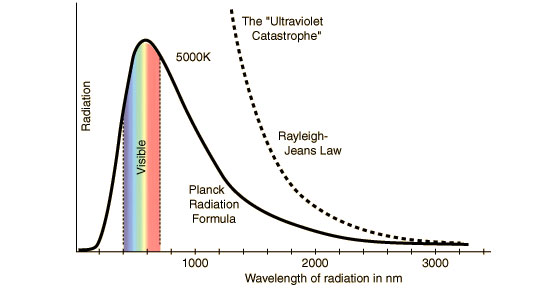 The "Ultraviolet
Catastrophe"
5000K
Radiation
Visible
Rayleigh-
Jeans Law
Planck
Radiation
Formula
1000
2000
3000
Wavelength of radiation in nm